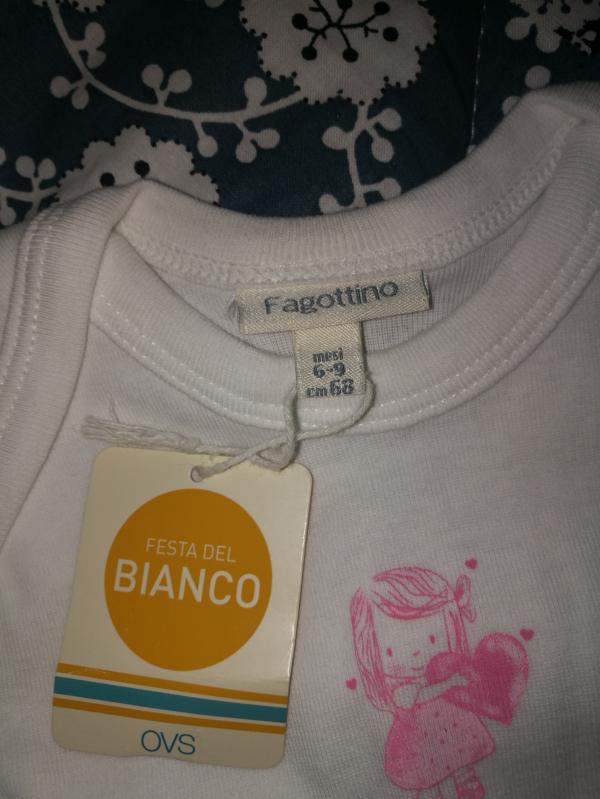 Fagottino
mesi
6-9
cm 68
FESTA DEL
BIANCO
OVS